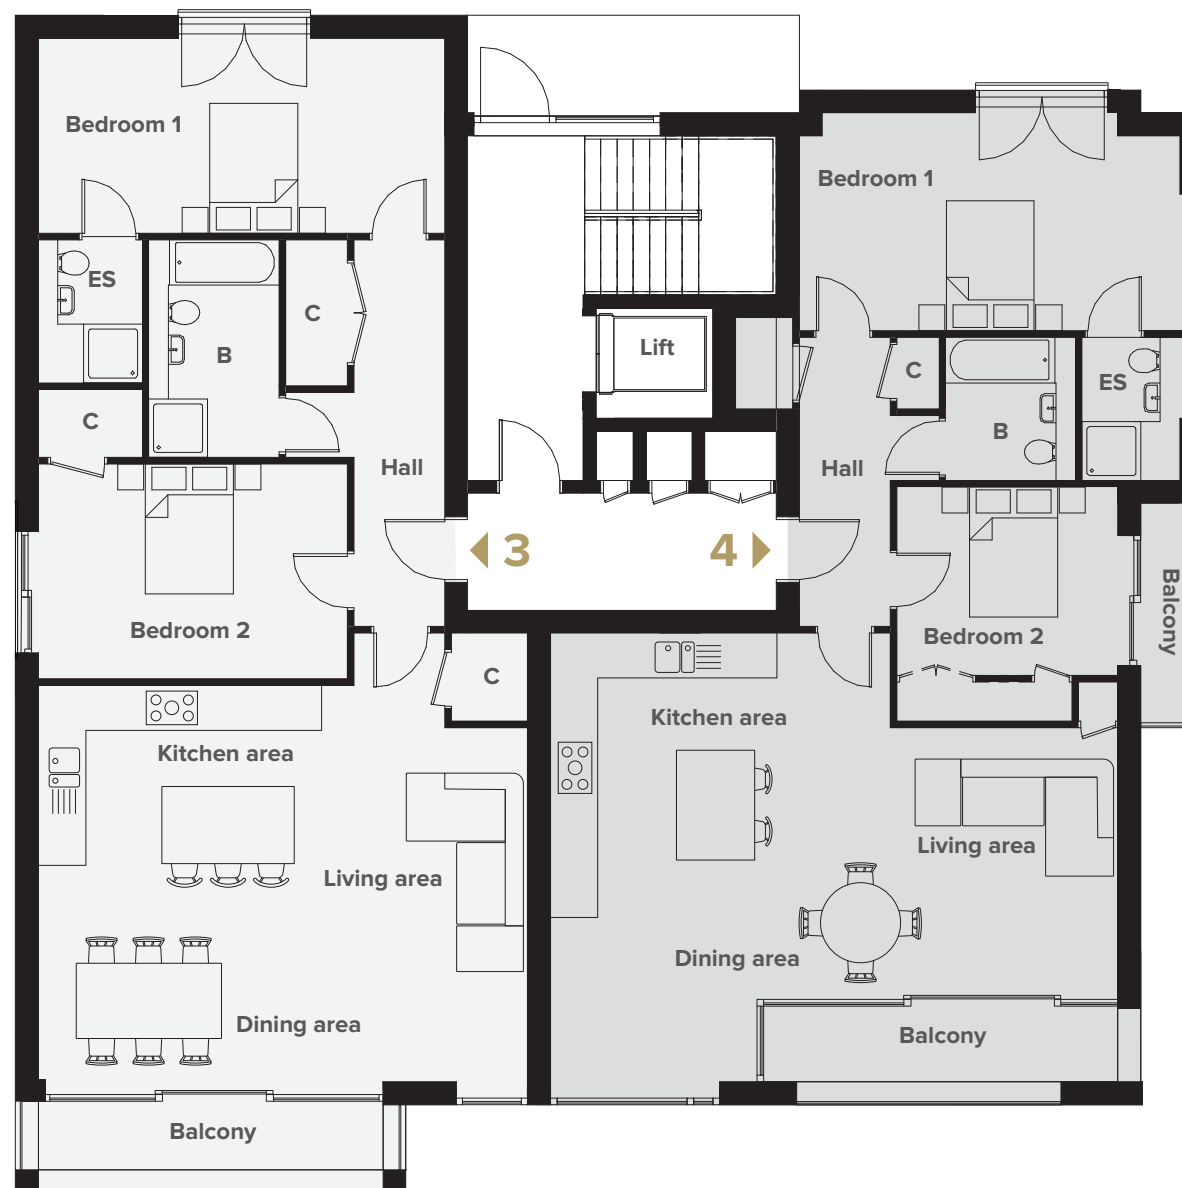 Bedroom 1
ES
B
C
C
Hall
Bedroom 2
C
Kitchen area
Living area
Dining area
Balcony
Lift
3
4
Bedroom 1
C
B
ES
Hall
Bedroom 2
Balcony
Kitchen area
Living area
Dining area
Balcony